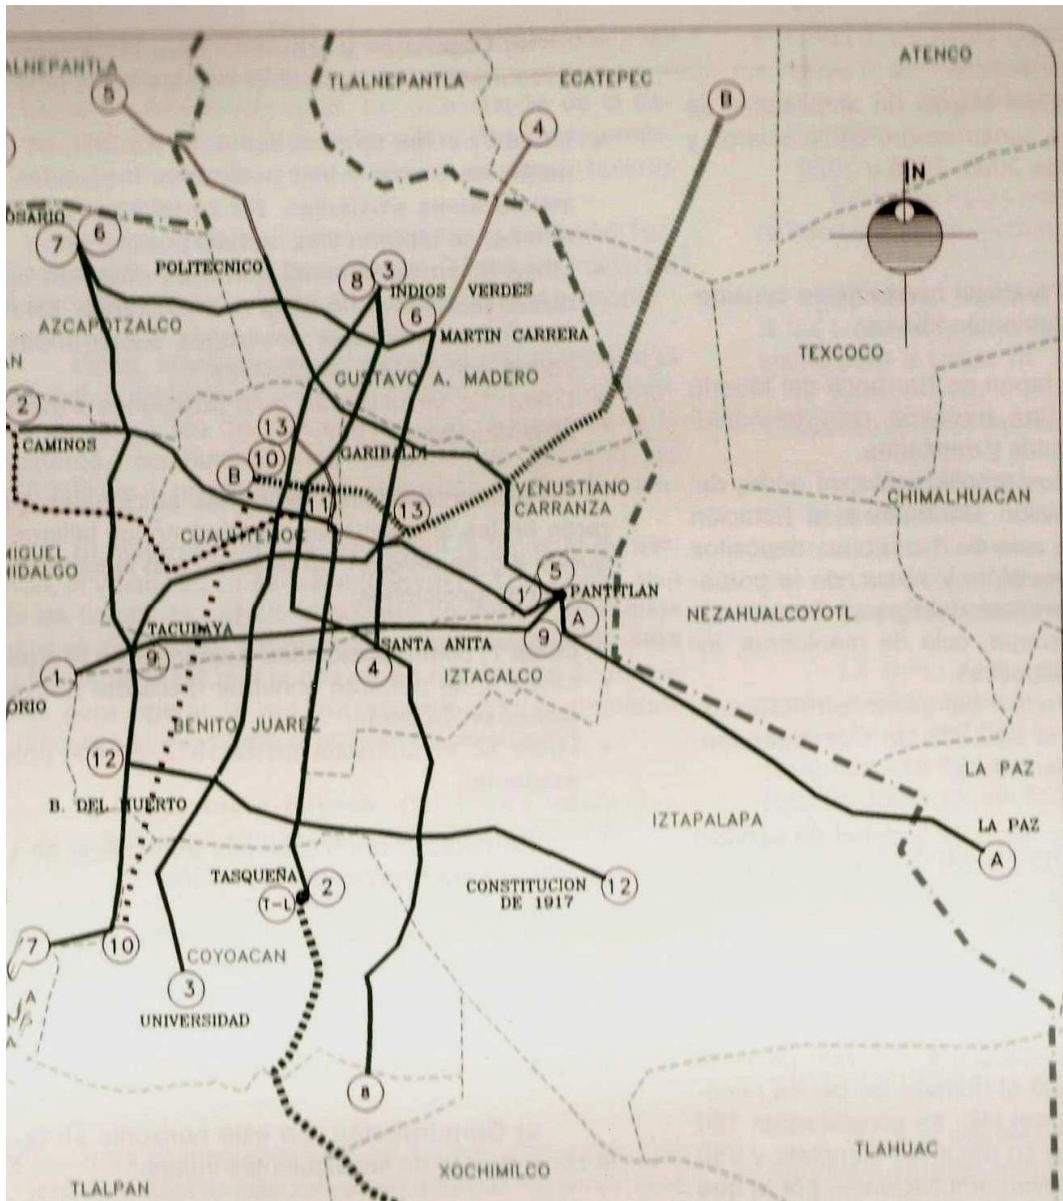 ATENCO
TLALNEPANTLA
ECATEPEC
5
B
4
N
OSARIO
7
6
POLITECNICO
8
3
INDIOS VERDES
6
MARTIN CARRERA
AZCAPOTZALCO
TEXCOCO
GUSTAVO A. MADERO
2
CAMINOS
13
10
GARIBALDI
B
11
13
VENUSTIANO
CARRANZA
CHIMALHUACAN
CUAUHTEMOC
MIGUEL
HIDALGO
5
1
PANTITLAN
A
9
NEZAHUALCOYOTL
TACUBAYA
9
SANTA ANITA
4
IZTACALCO
1
ORIO
BENITO JUAREZ
12
B. DEL MUERTO
LA PAZ
IZTAPALAPA
LA PAZ
A
TASQUEÑA
2
T-L
CONSTITUCION
DE 1917
12
7
10
COYOACAN
3
UNIVERSIDAD
8
TLAHUAC
XOCHIMILCO
TLALPAN